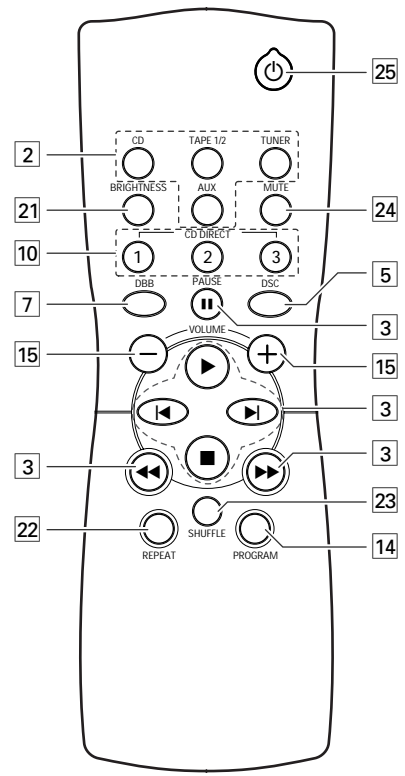 25
2
CD TAPE 1/2 TUNER
BRIGHTNESS AUX MUTE
21
24
CD DIRECT
10
1 2 3
DBB PAUSE DSC
5
7
3
VOLUME
15
15
3
3
3
23
22
SHUFFLE
14
REPEAT PROGRAM